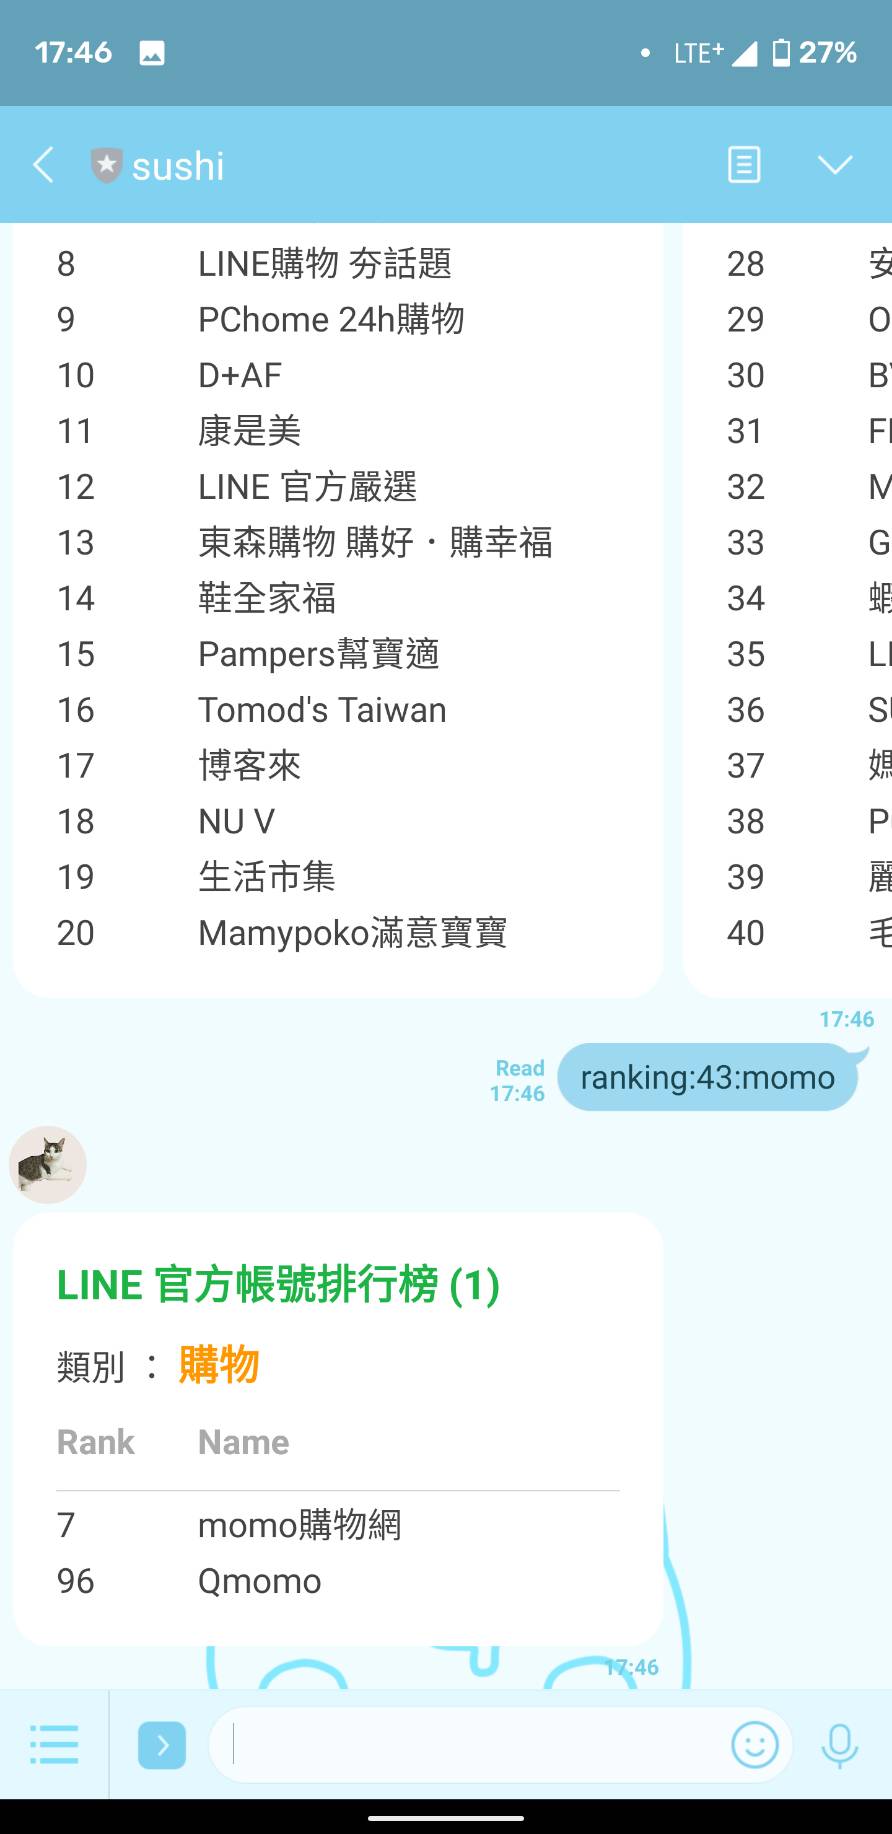 17:46
LTE+ 27%
sushi
8 LINE購物 夯話題
9 PChome 24h購物
10 D+AF
11 康是美
12 LINE 官方嚴選
13 東森購物 購好・購幸福
14 鞋全家福
15 Pampers幫寶適
16 Tomod's Taiwan
17 博客來
18 NU V
19 生活市集
20 Mamypoko滿意寶寶
28 安
29 O
30
31
32
33 G
34
35
36
37
38 P
39
40 毛
17:46
Read
17:46
ranking:43:momo
LINE 官方帳號排行榜 (1)
類別 ： 購物
Rank Name
7 momo購物網
96 Qmomo
17:46